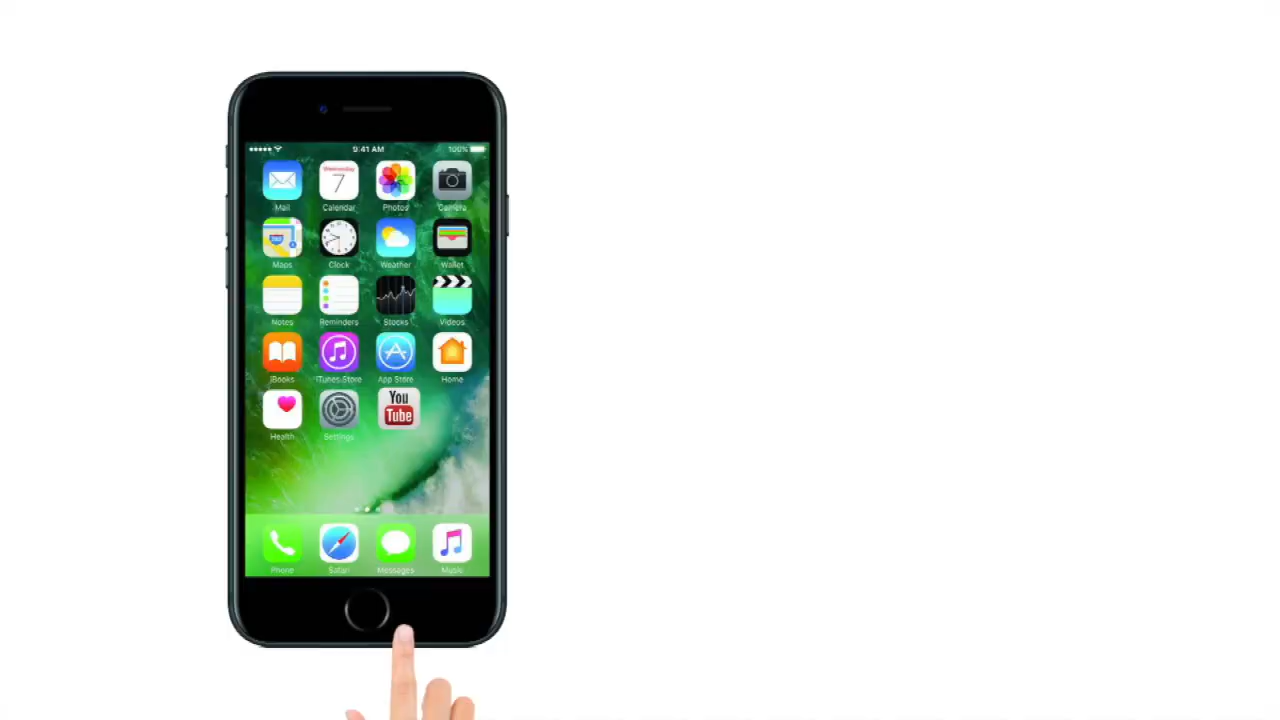 9:41 AM 100%
Wednesday
7
Mail Calendar Photos Camera
280
Maps Clock Weather Wallet
Notes Reminders Stocks Videos
iBooks iTunes Store App Store Home
You
Tube
Health Settings
Phone Safari Messages Music